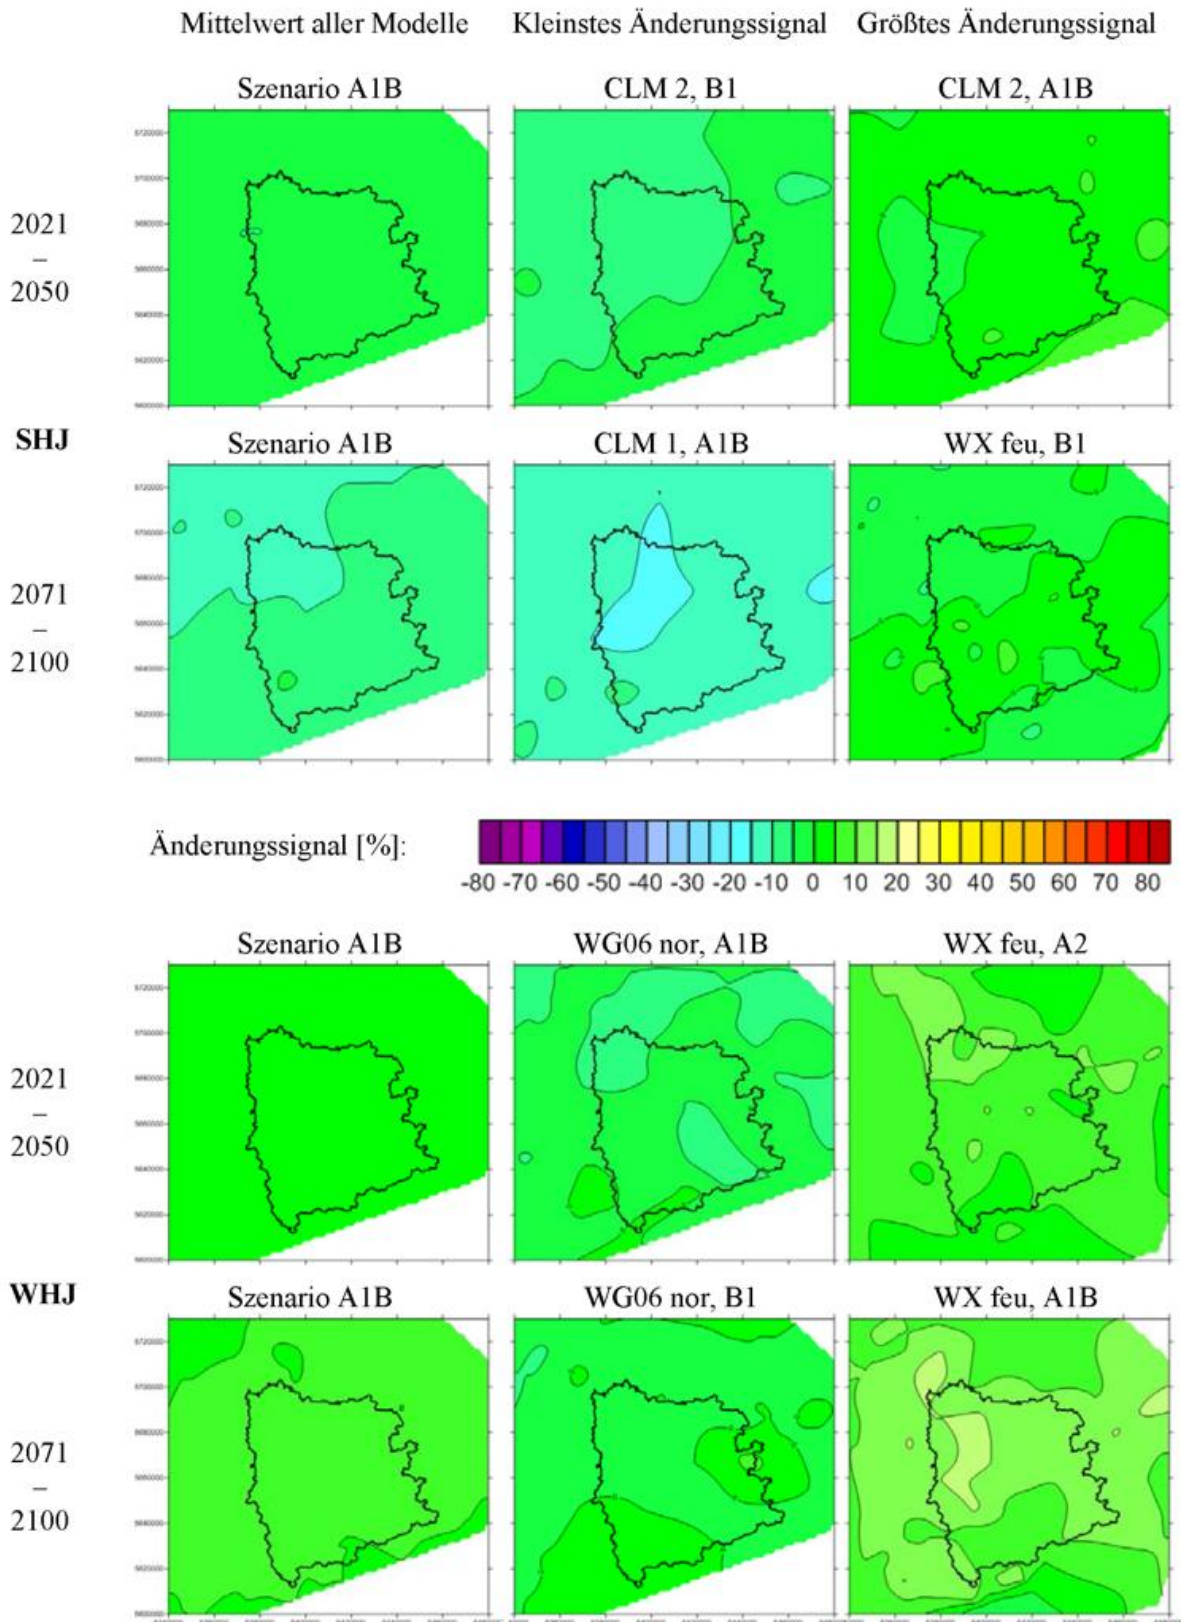 Mittelwert aller Modelle Kleinstes Änderungssignal Größtes Änderungssignal
Szenario A1B CLM 2, B1 CLM 2, A1B
2021
–
2050
SHJ
Szenario A1B CLM 1, A1B WX feu, B1
2071
–
2100
Änderungssignal [%]:
-80 -70 -60 -50 -40 -30 -20 -10 0 10 20 30 40 50 60 70 80
Szenario A1B WG06 nor, A1B WX feu, A2
2021
–
2050
WHJ
Szenario A1B WG06 nor, B1 WX feu, A1B
2071
–
2100